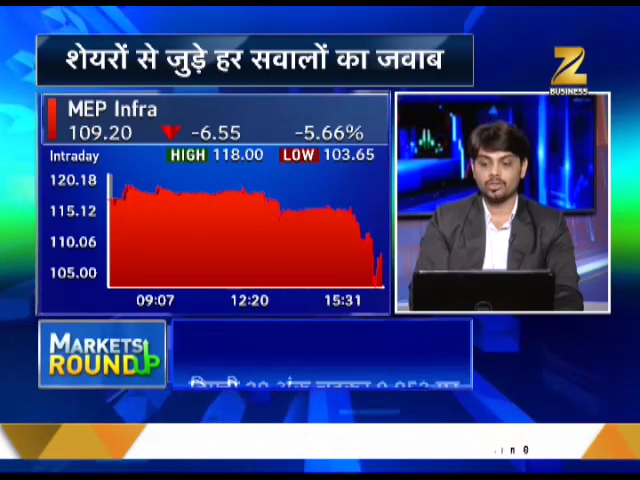 शेयरों से जुड़े हर सवालों का जवाब
Z
BUSINESS
MEP Infra
109.20 -6.55 -5.66%
Intraday HIGH 118.00 LOW 103.65
120.18
115.12
110.06
105.00
09:07 12:20 15:31
MARKETS
ROUNDUP